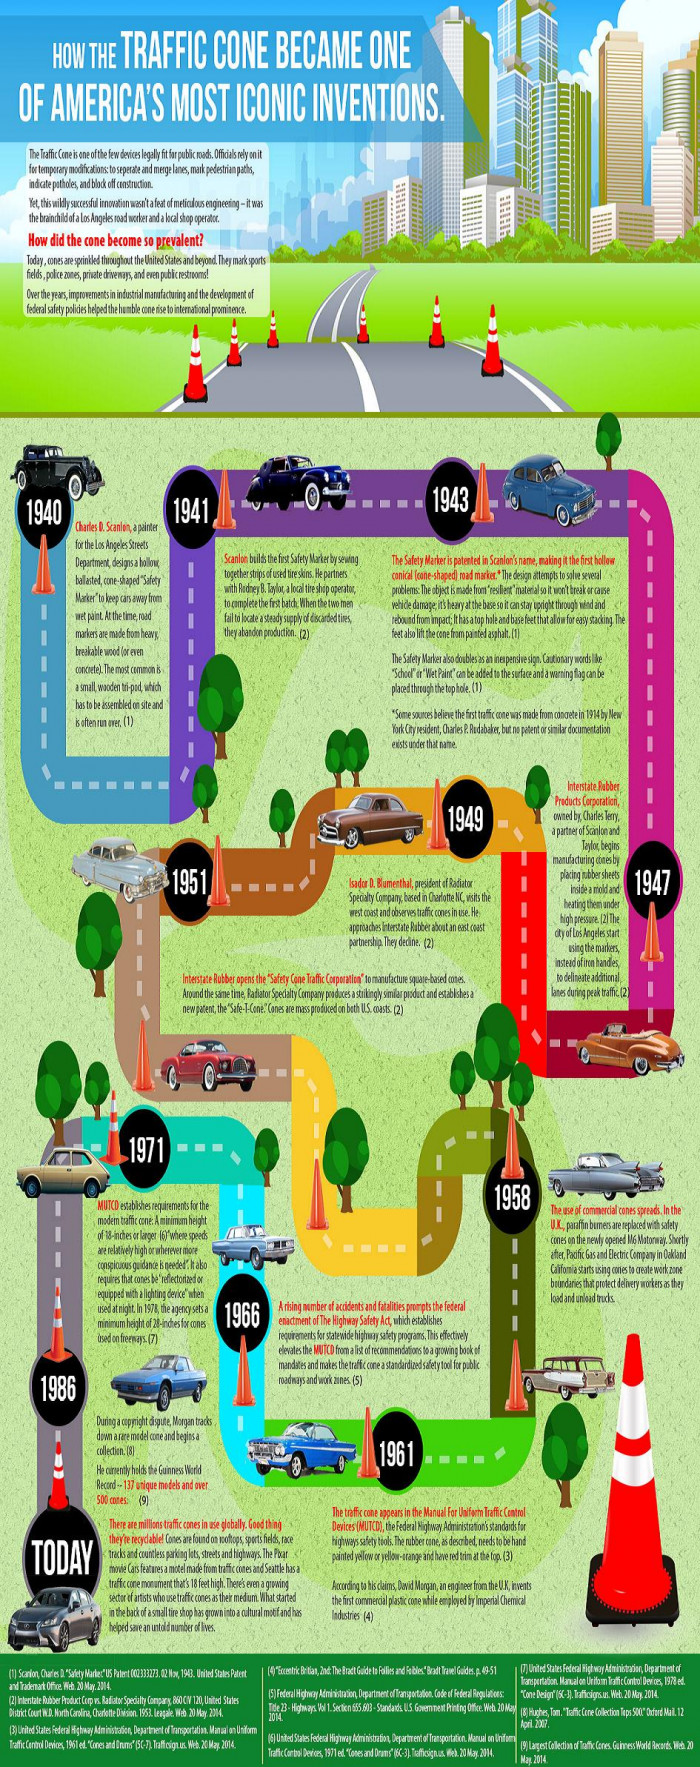 HOW THE TRAFFIC CONE BECAME ONE
OF AMERICA'S MOST ICONIC INVENTIONS.
The Traffic Cone is one of the few devices legally fit for public roads. Officials rely on it
for temporary modifications: to seperate and merge lanes, mark pedestrian paths,
indicate potholes, and block off construction.
Yet, this wildly successful innovation wasn't a feat of meticulous engineering – it was
the brainchild of a Los Angeles road worker and a local shop operator.
How did the cone become so prevalent?
Today, cones are sprinkled throughout the United States and beyond. They mark sports
fields, police zones, private driveways, and even public restrooms!
Over the years, improvements in industrial manufacturing and the development of
federal safety policies helped the humble cone rise to international prominence.
1940
Charles D. Scanlon, a painter
for the Los Angeles Streets
Department, designs a hollow,
ballasted, cone-shaped "Safety
Marker" to keep cars away from
wet paint. At the time, road
markers are made from heavy,
breakable wood (or even
concrete). The most common is
a small, wooden tri-pod, which
has to be assembled on site and
is often run over. (1)
1941
Scanlon builds the first Safety Marker by sewing
together strips of used tire skins. He partners
with Rodney B. Taylor, a local tire shop operator,
to complete the first batch; When the two men
fail to locate a steady supply of discarded tires,
they abandon production. (2)
1943
The Safety Marker is patented in Scanlon's name, making it the first hollow
conical (cone-shaped) road marker.* The design attempts to solve several
problems: The object is made from "resilient" material so it won't break or cause
vehicle damage; it's heavy at the base so it can stay upright through wind and
rebound from impact; It has a top hole and base feet that allow for easy stacking. The
feet also lift the cone from painted asphalt. (1)
The Safety Marker also doubles as an inexpensive sign. Cautionary words like
"School" or "Wet Paint" can be added to the surface and a warning flag can be
placed through the top hole. (1)
*Some sources believe the first traffic cone was made from concrete in 1914 by New
York City resident, Charles P. Rudabaker, but no patent or similar documentation
exists under that name.
1947
Interstate Rubber
Products Corporation,
owned by, Charles Terry,
a partner of Scanlon and
Taylor, begins
manufacturing cones by
placing rubber sheets
inside a mold and
heating them under
high pressure. (2) The
city of Los Angeles start
using the markers,
instead of iron handles,
to delineate additional
lanes during peak traffic. (2)
1949
Isador D. Blumenthal, president of Radiator
Specialty Company, based in Charlotte NC, visits the
west coast and observes traffic cones in use. He
approaches Interstate Rubber about an east coast
partnership. They decline. (2)
1951
Interstate Rubber opens the "Safety Cone Traffic Corporation" to manufacture square-based cones.
Around the same time, Radiator Specialty Company produces a strikingly similar product and establishes a
new patent, the "Safe-T-Cone." Cones are mass produced on both U.S. coasts. (2)
1958
The use of commercial cones spreads. In the
U.K., paraffin burners are replaced with safety
cones on the newly opened M6 Motorway. Shortly
after, Pacific Gas and Electric Company in Oakland
California starts using cones to create work zone
boundaries that protect delivery workers as they
load and unload trucks.
1961
The traffic cone appears in the Manual For Uniform Traffic Control
Devices (MUTCD), the Federal Highway Administration's standards for
highways safety tools. The rubber cone, as described, needs to be hand
painted yellow or yellow-orange and have red trim at the top. (3)
According to his claims, David Morgan, an engineer from the U.K, invents
the first commercial plastic cone while employed by Imperial Chemical
Industries (4)
1966
A rising number of accidents and fatalities prompts the federal
enactment of The Highway Safety Act, which establishes
requirements for statewide highway safety programs. This effectively
elevates the MUTCD from a list of recommendations to a growing book of
mandates and makes the traffic cone a standardized safety tool for public
roadways and work zones. (5)
1971
MUTCD establishes requirements for the
modern traffic cone: A minimum height
of 18-inches or larger (6) "where speeds
are relatively high or wherever more
conspicuous guidance is needed". It also
requires that cones be "reflectorized or
equipped with a lighting device" when
used at night. In 1978, the agency sets a
minimum height of 28-inches for cones
used on freeways. (7)
1986
During a copyright dispute, Morgan tracks
down a rare model cone and begins a
collection. (8)
He currently holds the Guinness World
Record -- 137 unique models and over
500 cones. (9)
TODAY
There are millions traffic cones in use globally. Good thing
they're recyclable! Cones are found on rooftops, sports fields, race
tracks and countless parking lots, streets and highways. The Pixar
movie Cars features a motel made from traffic cones and Seattle has a
traffic cone monument that's 18 feet high. There's even a growing
sector of artists who use traffic cones as their medium. What started
in the back of a small tire shop has grown into a cultural motif and has
helped save an untold number of lives.
(1) Scanlon, Charles D. "Safety Marker." US Patent 002333273. 02 Nov, 1943. United States Patent
and Trademark Office. Web. 20 May. 2014.
(2) Interstate Rubber Product Corp vs. Radiator Specialty Company, 860 CIV 120, United States
District Court W.D. North Carolina, Charlotte Division. 1953. Leagale. Web. 20 May. 2014.
(3) United States Federal Highway Administration, Department of Transportation. Manual on Uniform
Traffic Control Devices, 1961 ed. "Cones and Drums" (5C-7). Trafficsign.us. Web. 20 May. 2014.
(4) "Eccentric Britian, 2nd: The Bradt Guide to Follies and Foibles." Bradt Travel Guides. p. 49-51
(5) Federal Highway Administration, Department of Transportation. Code of Federal Regulations:
Title 23 - Highways. Vol 1. Section 655.603 - Standards. U.S. Government Printing Office. Web. 20 May
2014.
(6) United States Federal Highway Administration, Department of Transportation. Manual on Uniform
Traffic Control Devices, 1971 ed. "Cones and Drums" (6C-3). Trafficsign.us. Web. 20 May. 2014.
(7) United States Federal Highway Administration, Department of
Transportation. Manual on Uniform Traffic Control Devices, 1978 ed.
"Cone Design" (6C-3). Trafficsigns.us. Web. 20 May. 2014.
(8) Hughes, Tom. "Traffic Cone Collection Tops 500." Oxford Mail. 12
April. 2007.
(9) Largest Collection of Traffic Cones. Guinness World Records. Web. 20
May. 2014.